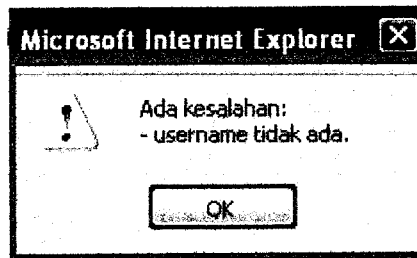 Microsoft Internet Explorer
Ada kesalahan:
- username tidak ada.
OK